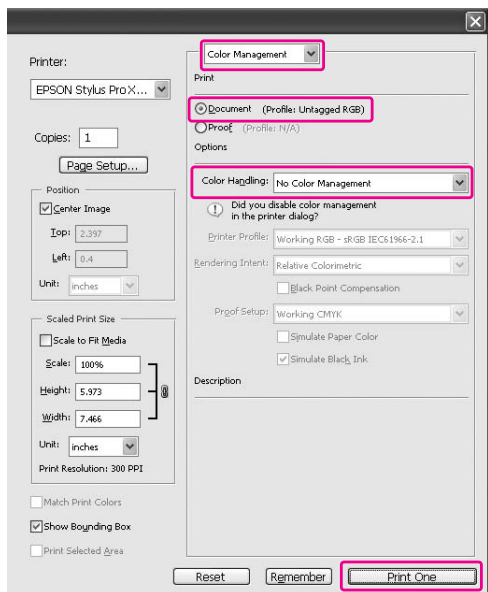 Printer:
EPSON Stylus ProX...
Copies: 1
Page Setup...
Position
Center Image
Top: 2.397
Left: 0.4
Unit: inches
Scaled Print Size
Scale to Fit Media
Scale: 100%
Height: 5.973
Width: 7.466
Unit: inches
Print Resolution: 300 PPI
Match Print Colors
Show Bounding Box
Print Selected Area
Color Management
Print
Document (Profile: Untagged RGB)
Proof (Profile: N/A)
Options
Color Handling: No Color Management
Did you disable color management
in the printer dialog?
Printer Profile: Working RGB - sRGB IEC61966-2.1
Rendering Intent: Relative Colorimetric
Black Point Compensation
Proof Setup: Working CMYK
Simulate Paper Color
Simulate Black Ink
Description
Reset Remember Print One